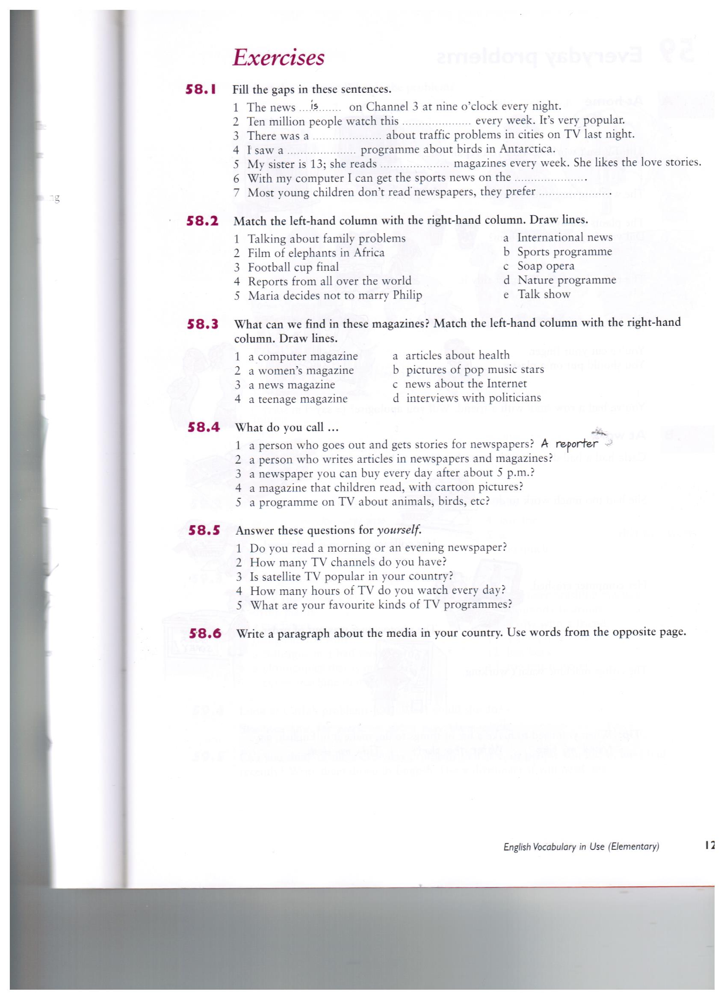 Exercises
58.1 Fill the gaps in these sentences.
1 The news ....is....... on Channel 3 at nine o'clock every night.
2 Ten million people watch this ..................... every week. It's very popular.
3 There was a ..................... about traffic problems in cities on TV last night.
4 I saw a ..................... programme about birds in Antarctica.
5 My sister is 13; she reads ..................... magazines every week. She likes the love stories.
6 With my computer I can get the sports news on the ..................... .
7 Most young children don't read newspapers, they prefer ..................... .
58.2 Match the left-hand column with the right-hand column. Draw lines.
1 Talking about family problems a International news
2 Film of elephants in Africa b Sports programme
3 Football cup final c Soap opera
4 Reports from all over the world d Nature programme
5 Maria decides not to marry Philip e Talk show
58.3 What can we find in these magazines? Match the left-hand column with the right-hand
column. Draw lines.
1 a computer magazine a articles about health
2 a women's magazine b pictures of pop music stars
3 a news magazine c news about the Internet
4 a teenage magazine d interviews with politicians
58.4 What do you call ...
1 a person who goes out and gets stories for newspapers? A reporter
2 a person who writes articles in newspapers and magazines?
3 a newspaper you can buy every day after about 5 p.m.?
4 a magazine that children read, with cartoon pictures?
5 a programme on TV about animals, birds, etc?
58.5 Answer these questions for yourself.
1 Do you read a morning or an evening newspaper?
2 How many TV channels do you have?
3 Is satellite TV popular in your country?
4 How many hours of TV do you watch every day?
5 What are your favourite kinds of TV programmes?
58.6 Write a paragraph about the media in your country. Use words from the opposite page.
English Vocabulary in Use (Elementary) 12